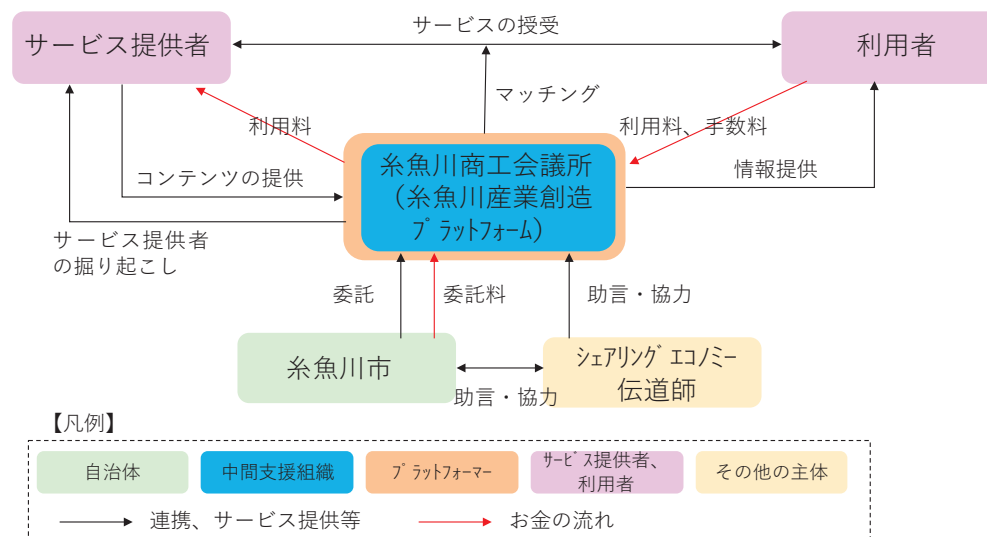 サービスの授受
サービス提供者
利用者
マッチング
利用料
利用料、手数料
糸魚川商工会議所
（糸魚川産業創造
ﾌﾟﾗｯﾄﾌｫｰﾑ）
コンテンツの提供
情報提供
サービス提供者
の掘り起こし
委託
委託料
助言・協力
糸魚川市
ｼｪｱﾘﾝｸﾞｴｺﾉﾐｰ
伝道師
助言・協力
【凡例】
自治体
中間支援組織
ﾌﾟﾗｯﾄﾌｫｰﾏｰ
ｻｰﾋﾞｽ提供者、
利用者
その他の主体
連携、サービス提供等
お金の流れ